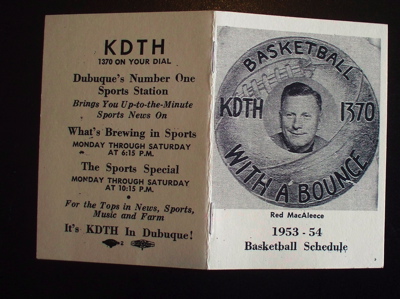 KDTH
1370 ON YOUR DIAL
Dubuque's Number One
Sports Station
Brings You Up-to-the-Minute
Sports News On
What's Brewing in Sports
MONDAY THROUGH SATURDAY
AT 6:15 P.M.
The Sports Special
MONDAY THROUGH SATURDAY
AT 10:15 P.M.
For the Tops in News, Sports,
Music and Farm
It's KDTH In Dubuque!
BASKETBALL
KDTH 1370
WITH A BOUNCE
Red MacAleece
1953 - 54
Basketball Schedule